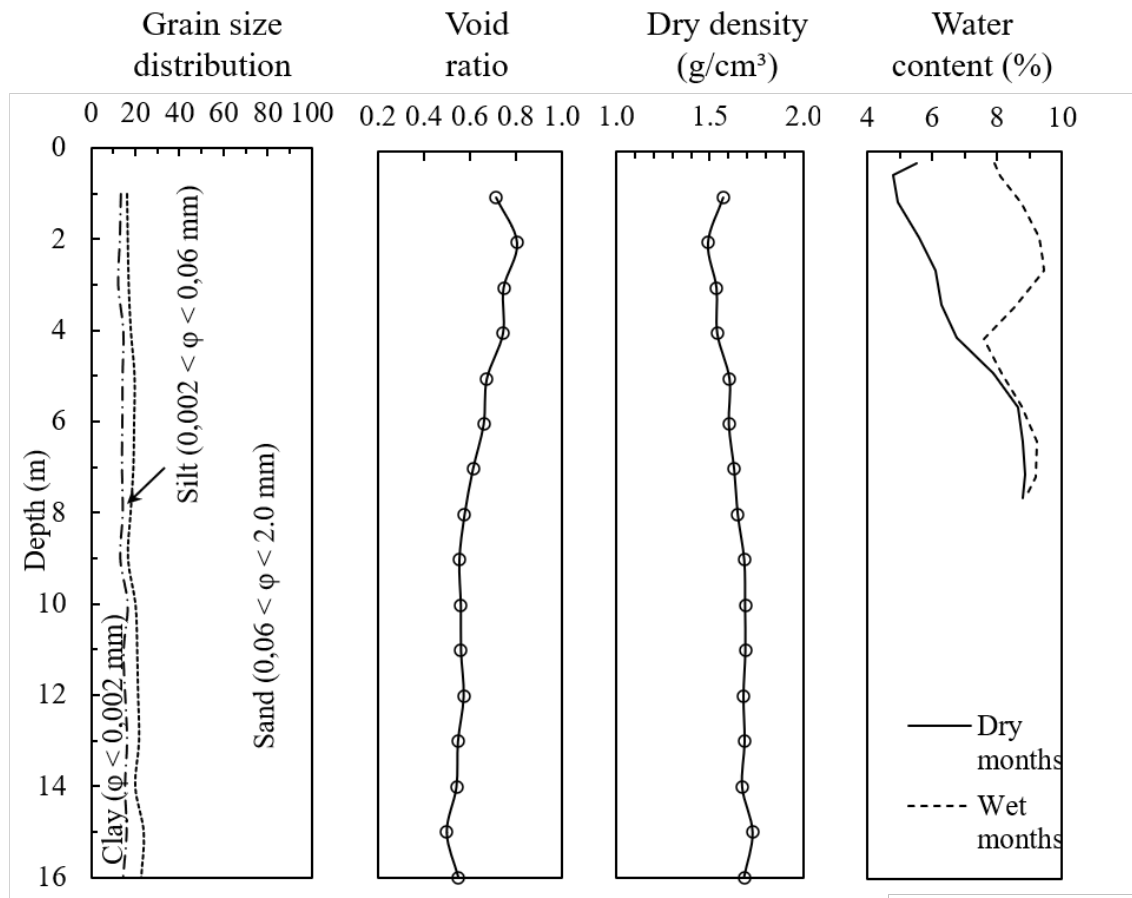 Grain size
distribution
0 20 40 60 80 100
Void
ratio
0.2 0.4 0.6 0.8 1.0
Dry density
(g/cm³)
1.0 1.5 2.0
Water
content (%)
4 6 8 10
Depth (m)
0
2
4
6
8
10
12
14
16
Clay (φ < 0,002 mm)
Silt (0,002 < φ < 0,06 mm)
Sand (0,06 < φ < 2.0 mm)
Dry
months
Wet
months